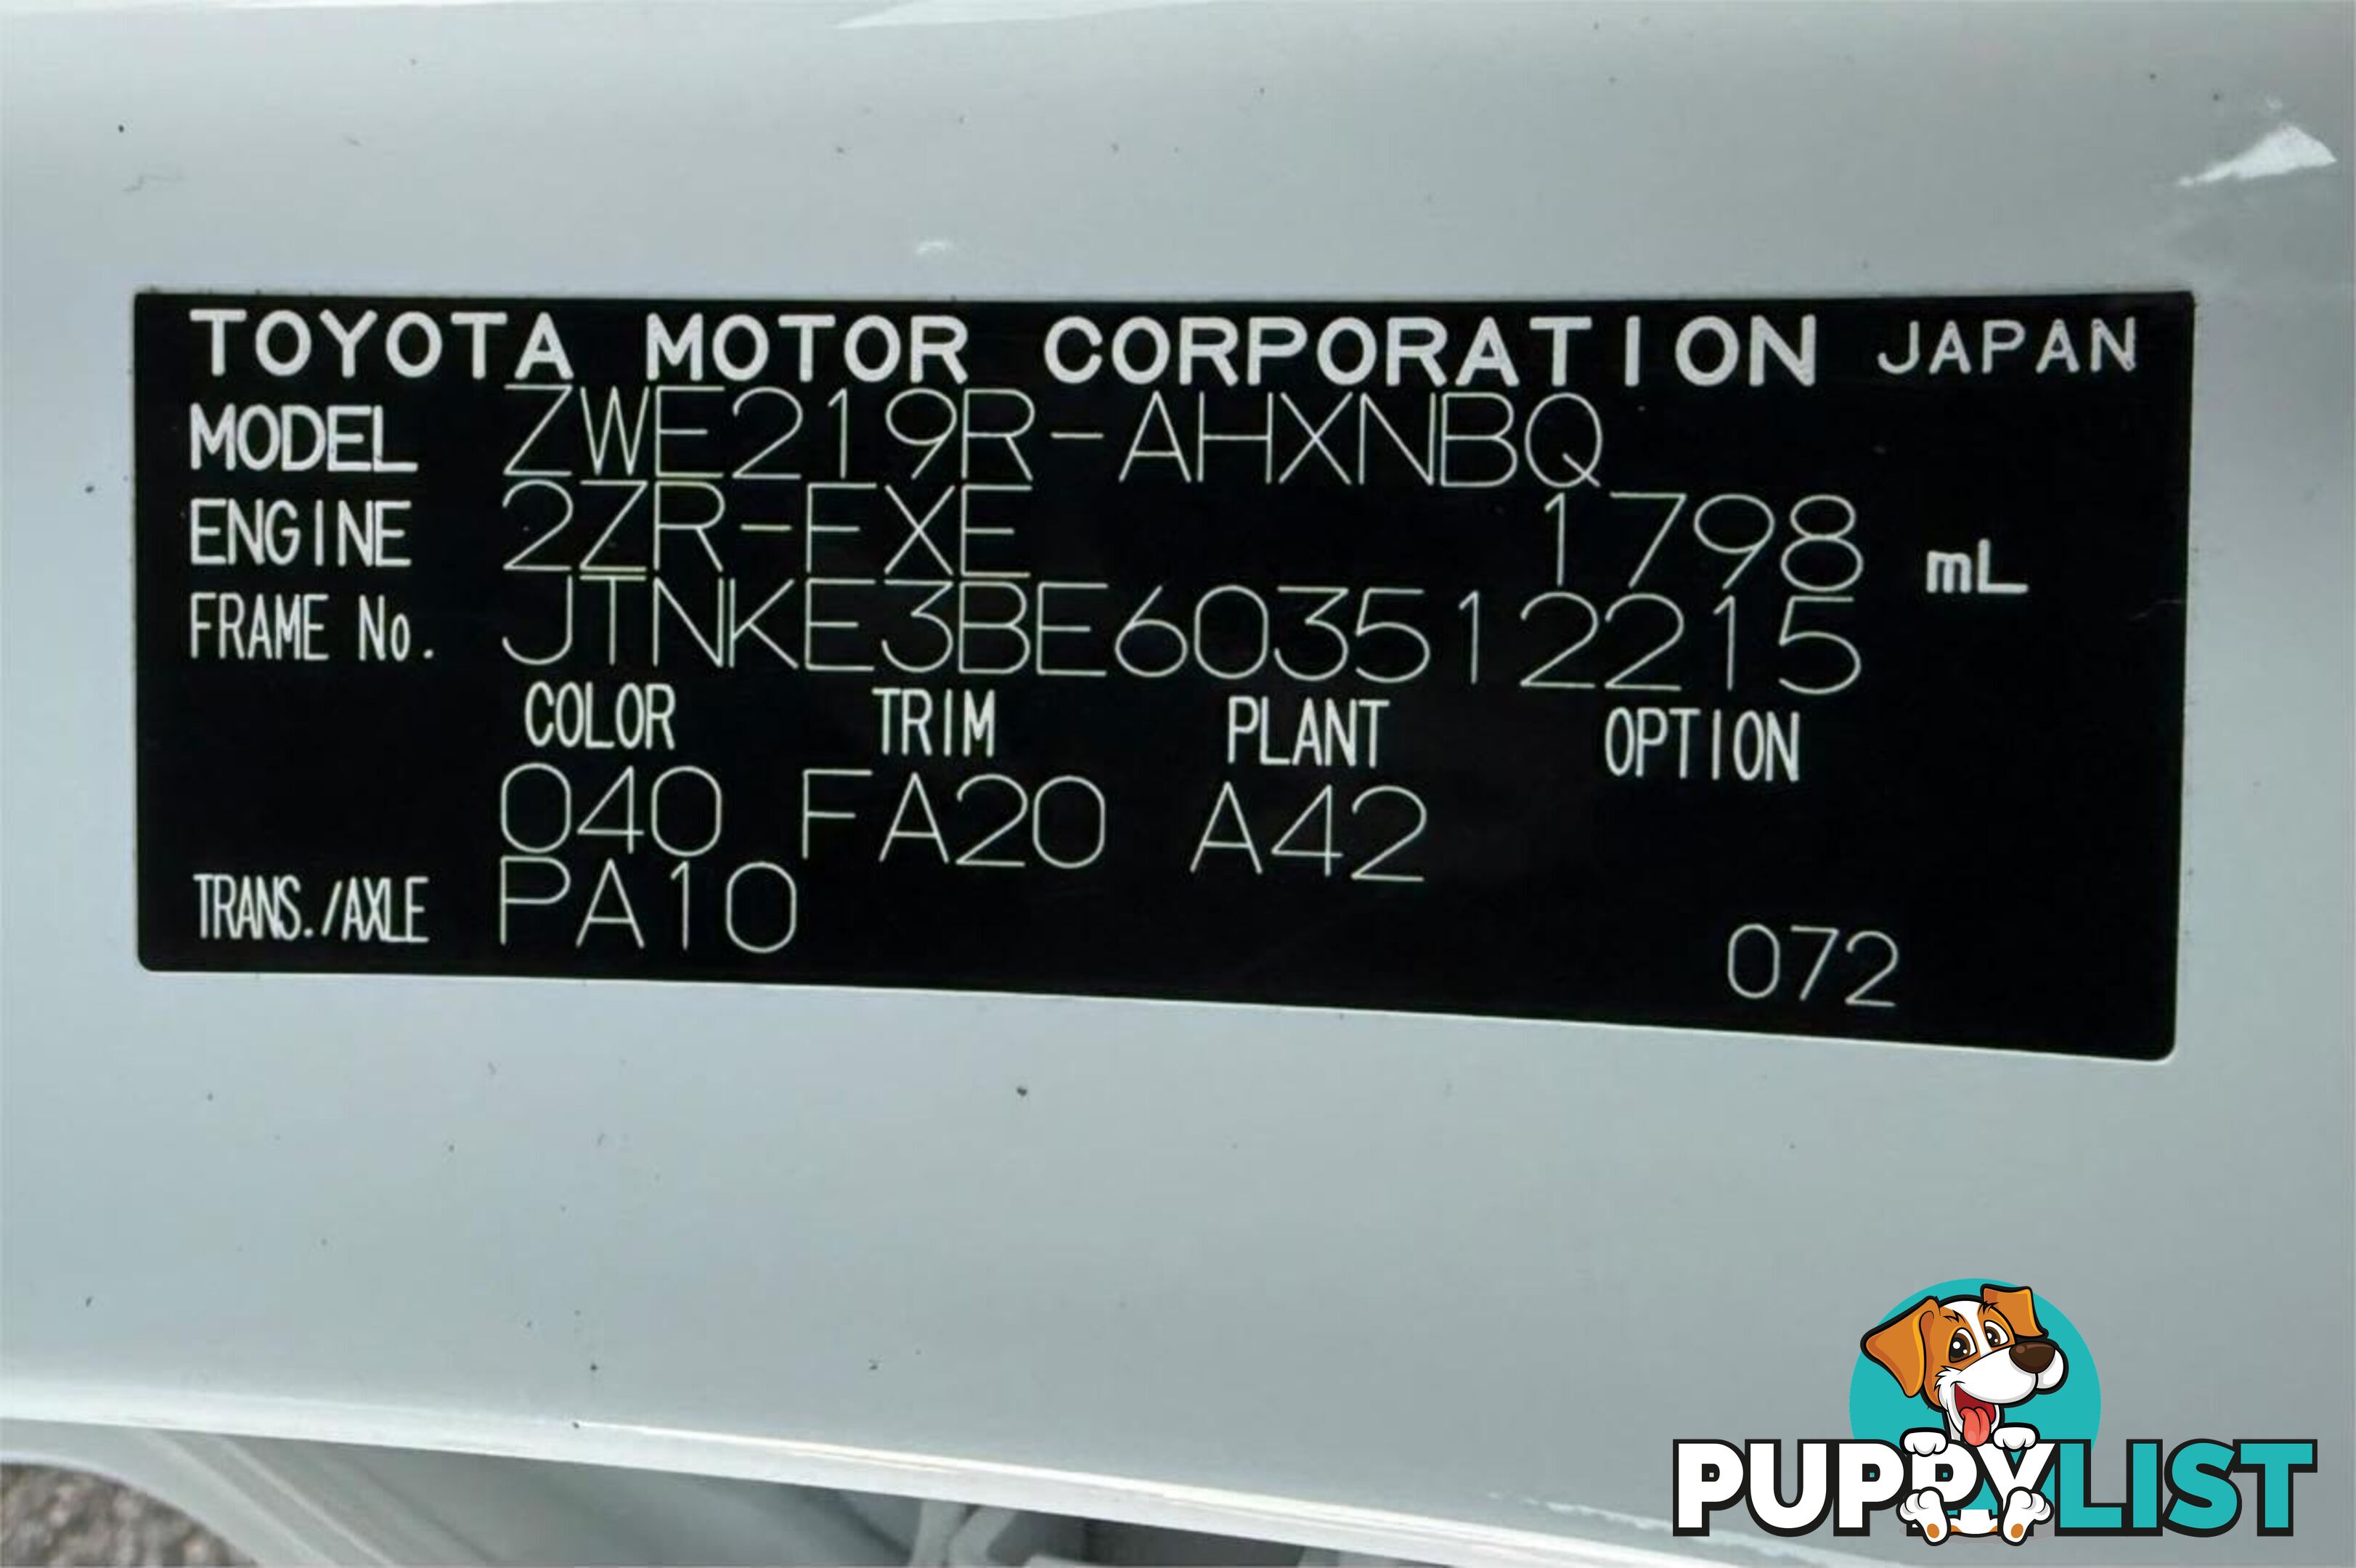 TOYOTA MOTOR CORPORATION JAPAN
MODEL ZWE219R-AHXNBQ
ENGINE 2ZR-FXE 1798 mL
FRAME No. JTNKE3BE603512215
COLOR TRIM PLANT OPTION
040 FA20 A42
TRANS./AXLE PA10
072
PUPPYLIST